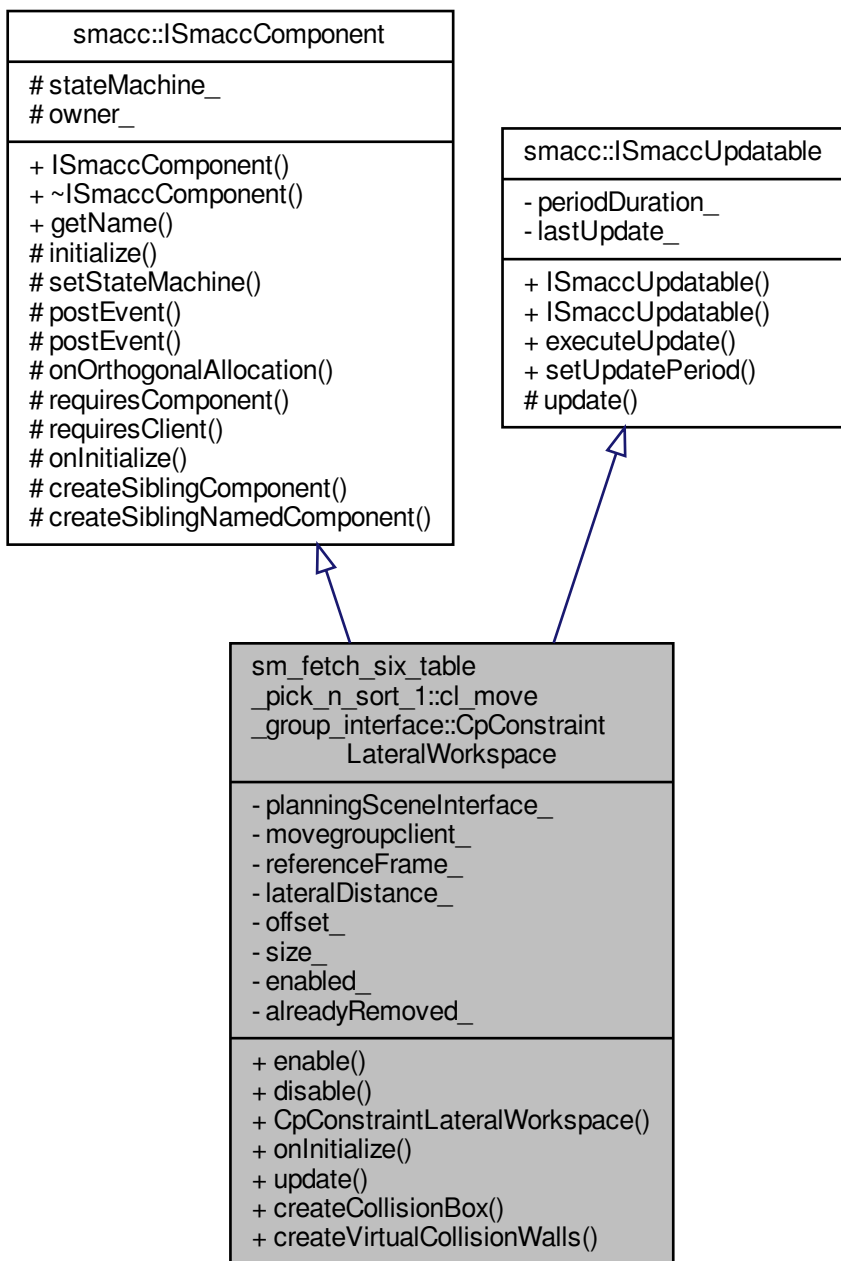 smacc::ISmaccComponent
# stateMachine_
# owner_
+ ISmaccComponent()
+ ~ISmaccComponent()
+ getName()
# initialize()
# setStateMachine()
# postEvent()
# postEvent()
# onOrthogonalAllocation()
# requiresComponent()
# requiresClient()
# onInitialize()
# createSiblingComponent()
# createSiblingNamedComponent()
smacc::ISmaccUpdatable
- periodDuration_
- lastUpdate_
+ ISmaccUpdatable()
+ ISmaccUpdatable()
+ executeUpdate()
+ setUpdatePeriod()
# update()
sm_fetch_six_table
_pick_n_sort_1::cl_move
_group_interface::CpConstraint
LateralWorkspace
- planningSceneInterface_
- movegroupclient_
- referenceFrame_
- lateralDistance_
- offset_
- size_
- enabled_
- alreadyRemoved_
+ enable()
+ disable()
+ CpConstraintLateralWorkspace()
+ onInitialize()
+ update()
+ createCollisionBox()
+ createVirtualCollisionWalls()